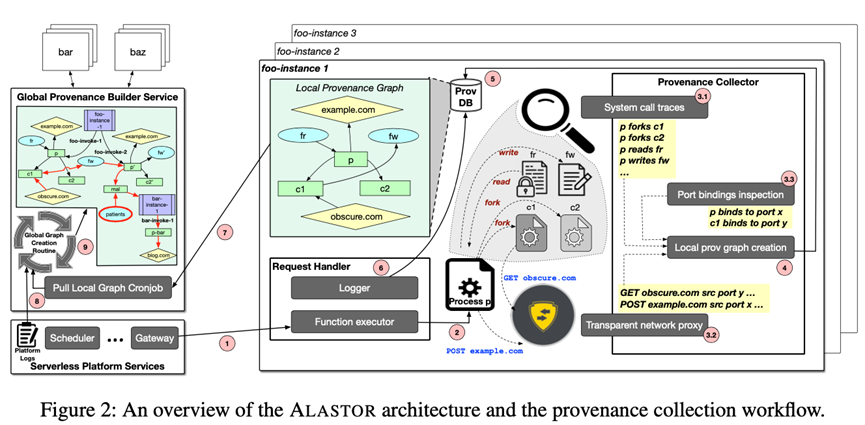 foo-instance 3
foo-instance 2
foo-instance 1
bar
baz
Global Provenance Builder Service
example.com
foo-instance-1
example.com
fr
foo-invoke-1
foo-invoke-2
p
fw
p'
fw'
c1
c2
c2'
mal
obscure.com
patients
bar-instance-1
bar-invoke-1
p-bar
blog.com
Global Graph
Creation
Routine
9
8
Pull Local Graph Cronjob
7
Platform
Logs
Scheduler
...
Gateway
Serverless Platform Services
1
Local Provenance Graph
example.com
fr
fw
p
c1
c2
obscure.com
Prov
DB
5
Request Handler
6
Logger
Function executor
2
Process p
write
fr
fw
read
fork
c1
c2
fork
GET obscure.com
POST example.com
Provenance Collector
System call traces
3.1
p forks c1
p forks c2
p reads fr
p writes fw
...
3.3
Port bindings inspection
p binds to port x
c1 binds to port y
Local prov graph creation
4
GET obscure.com src port y ...
POST example.com src port x ...
Transparent network proxy
3.2
Figure 2: An overview of the ALASTOR architecture and the provenance collection workflow.